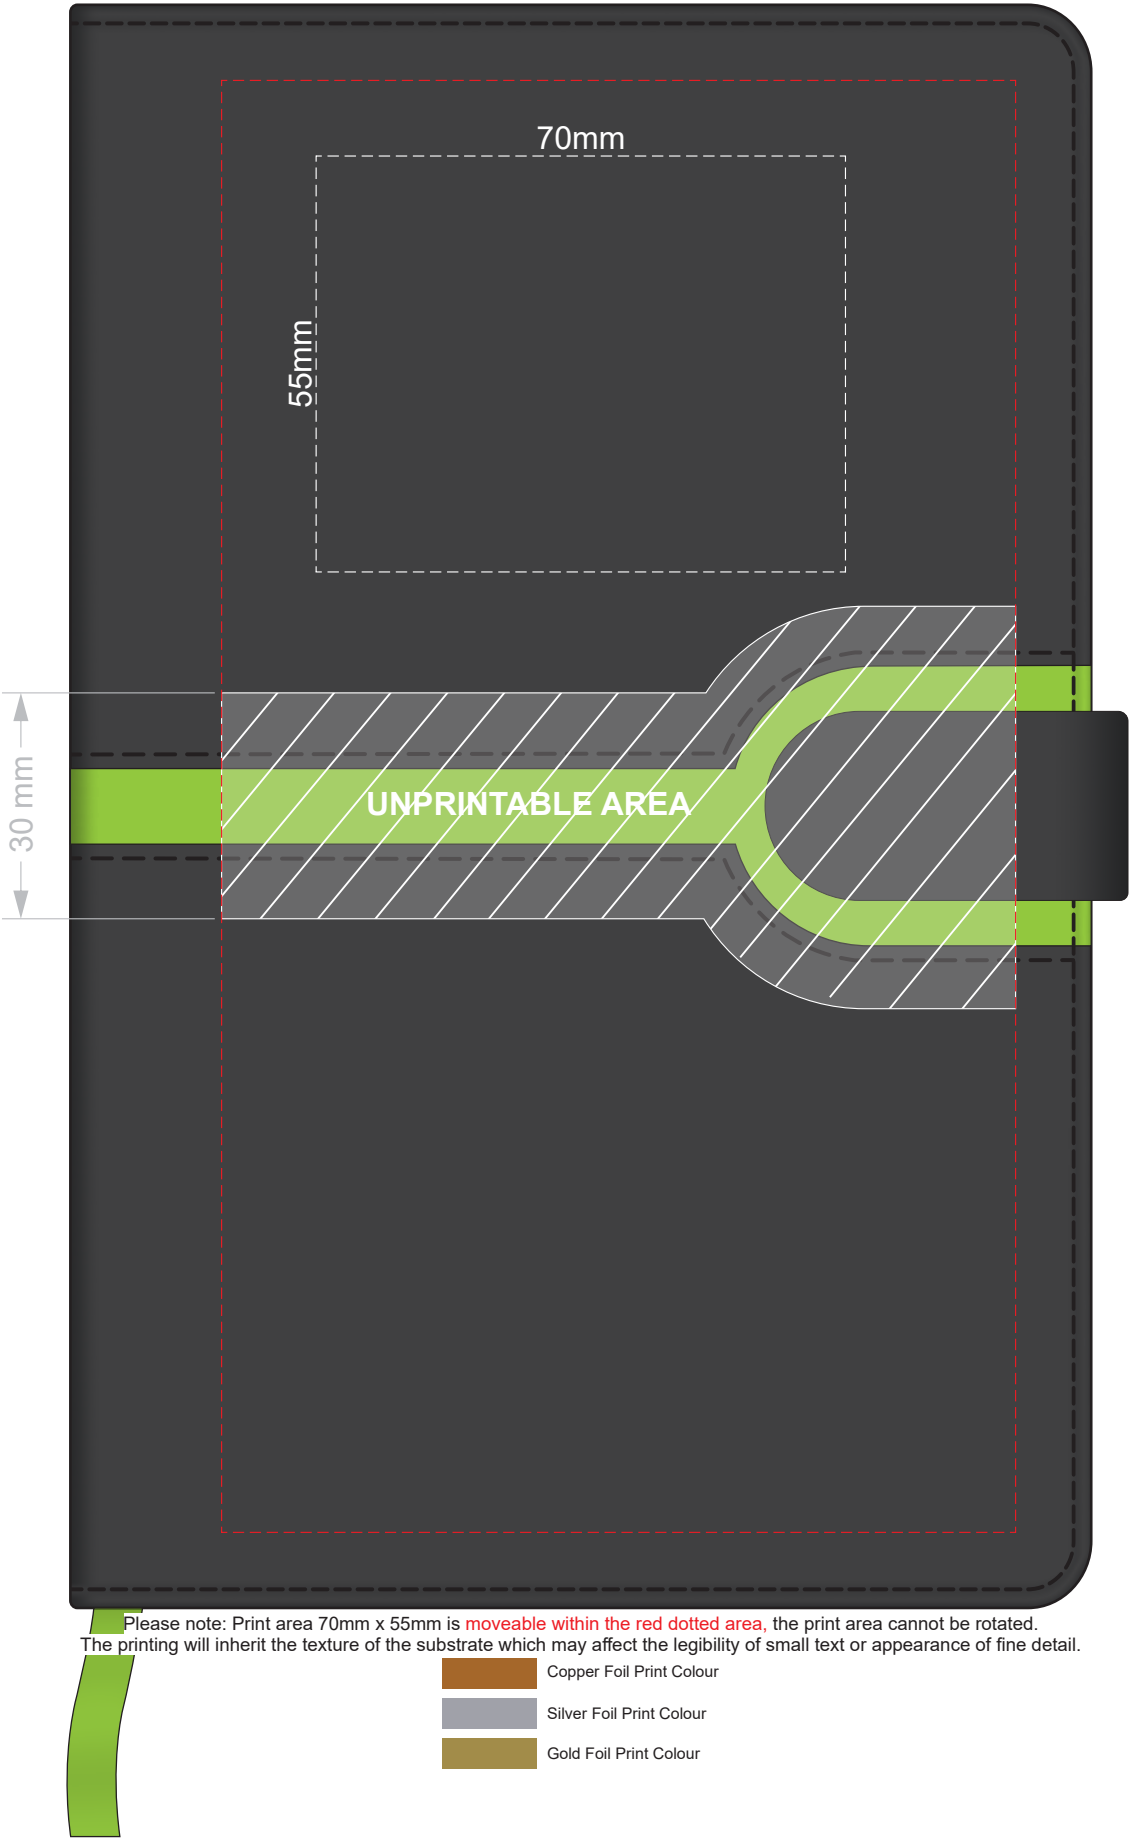 70mm
55mm
30 mm
UNPRINTABLE AREA
Please note: Print area 70mm x 55mm is moveable within the red dotted area, the print area cannot be rotated.
The printing will inherit the texture of the substrate which may affect the legibility of small text or appearance of fine detail.
Copper Foil Print Colour
Silver Foil Print Colour
Gold Foil Print Colour